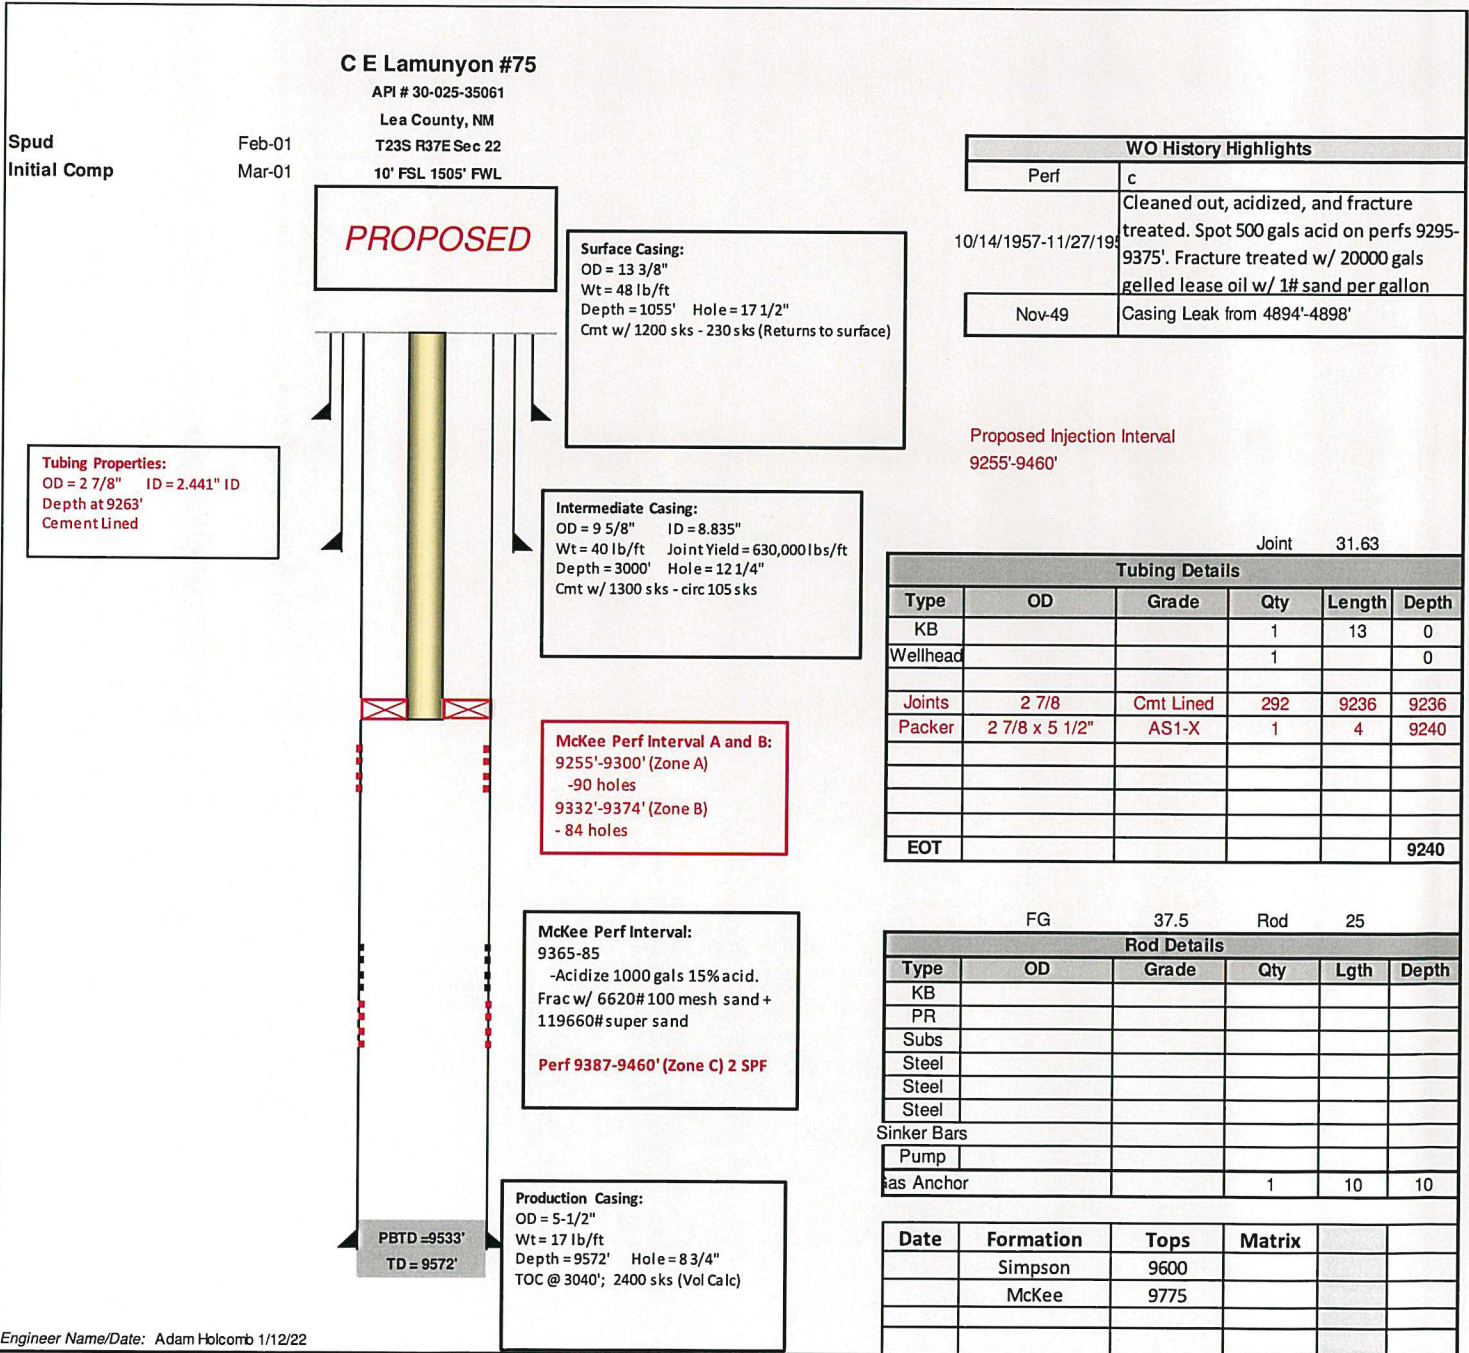 C E Lamunyon #75
API # 30-025-35061
Lea County, NM
Spud Feb-01 T23S R37E Sec 22
Initial Comp Mar-01 10' FSL 1505' FWL
PROPOSED
WO History Highlights
Perf c
10/14/1957-11/27/195 Cleaned out, acidized, and fracture
treated. Spot 500 gals acid on perfs 9295-
9375'. Fracture treated w/ 20000 gals
gelled lease oil w/ 1# sand per gallon
Nov-49 Casing Leak from 4894'-4898'
Surface Casing:
OD = 13 3/8"
Wt = 48 lb/ft
Depth = 1055' Hole = 17 1/2"
Cmt w/ 1200 sks - 230 sks (Returns to surface)
Proposed Injection Interval
9255'-9460'
Tubing Properties:
OD = 2 7/8" ID = 2.441" ID
Depth at 9263'
Cement Lined
Intermediate Casing:
OD = 9 5/8" ID = 8.835"
Wt = 40 lb/ft Joint Yield = 630,000 lbs/ft
Depth = 3000' Hole = 12 1/4"
Cmt w/ 1300 sks - circ 105 sks
Joint 31.63
Tubing Details
Type OD Grade Qty Length Depth
KB 1 13 0
Wellhead 1 0
Joints 2 7/8 Cmt Lined 292 9236 9236
Packer 2 7/8 x 5 1/2" AS1-X 1 4 9240
EOT 9240
McKee Perf Interval A and B:
9255'-9300' (Zone A)
-90 holes
9332'-9374' (Zone B)
- 84 holes
McKee Perf Interval:
9365-85
-Acidize 1000 gals 15% acid.
Frac w/ 6620# 100 mesh sand +
119660# super sand
Perf 9387-9460' (Zone C) 2 SPF
FG 37.5 Rod 25
Rod Details
Type OD Grade Qty Lgth Depth
KB
PR
Subs
Steel
Steel
Steel
Sinker Bars
Pump
Gas Anchor 1 10 10
Production Casing:
OD = 5-1/2"
Wt = 17 lb/ft
Depth = 9572' Hole = 8 3/4"
TOC @ 3040'; 2400 sks (Vol Calc)
PBTD =9533'
TD = 9572'
Date Formation Tops Matrix
Simpson 9600
McKee 9775
Engineer Name/Date: Adam Holcomb 1/12/22